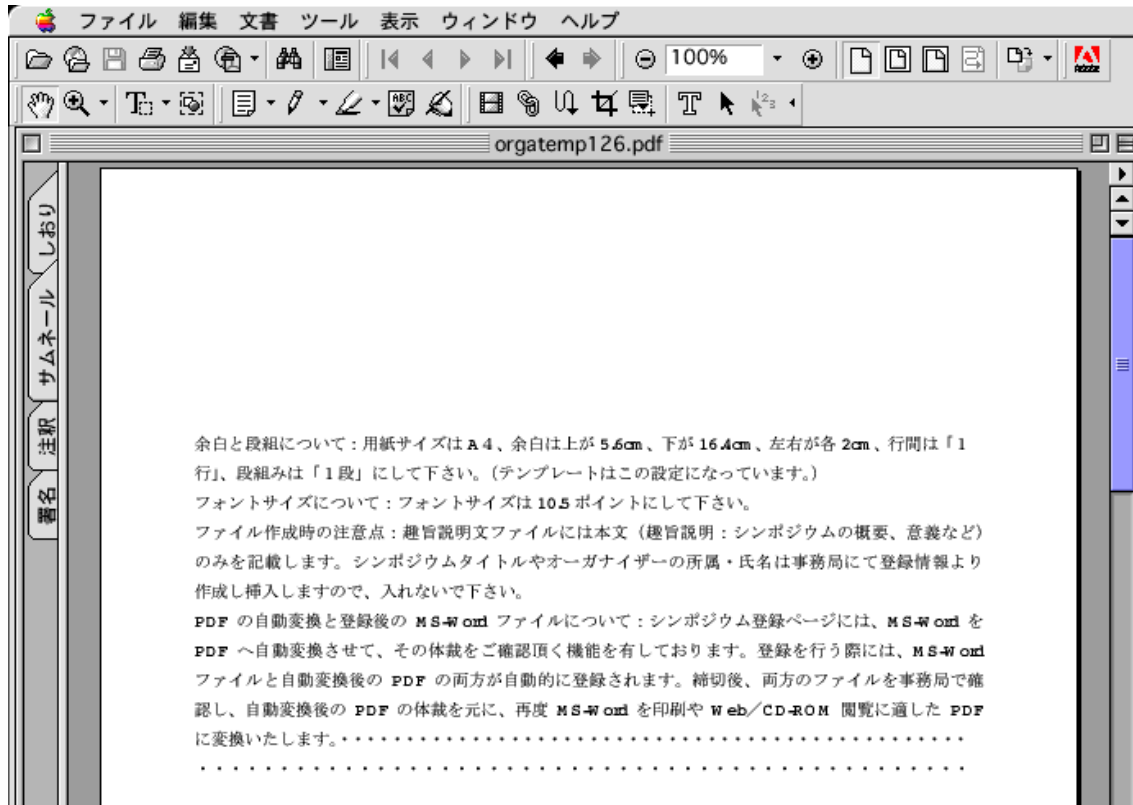 ファイル 編集 文書 ツール 表示 ウィンドウ ヘルプ
100%
orgatemp126.pdf
しおり
サムネール
注釈
署名
余白と段組について：用紙サイズはA４、余白は上が 5.6cm、下が 16.4cm、左右が各 2cm、行間は「1
行」、段組みは「１段」にして下さい。（テンプレートはこの設定になっています。）
フォントサイズについて：フォントサイズは 10.5 ポイントにして下さい。
ファイル作成時の注意点：趣旨説明文ファイルには本文（趣旨説明：シンポジウムの概要、意義など）
のみを記載します。シンポジウムタイトルやオーガナイザーの所属・氏名は事務局にて登録情報より
作成し挿入しますので、入れないで下さい。
PDF の自動変換と登録後の MS-Word ファイルについて：シンポジウム登録ページには、MS-Word を
PDF へ自動変換させて、その体裁をご確認頂く機能を有しております。登録を行う際には、MS-Word
ファイルと自動変換後の PDF の両方が自動的に登録されます。締切後、両方のファイルを事務局で確
認し、自動変換後の PDF の体裁を元に、再度 MS-Word を印刷や Web／CD-ROM 閲覧に適した PDF
に変換いたします。・・・・・・・・・・・・・・・・・・・・・・・・・・・・・・・・・・・・・・・・・・・・・・・・
・・・・・・・・・・・・・・・・・・・・・・・・・・・・・・・・・・・・・・・・・・・・・・・・